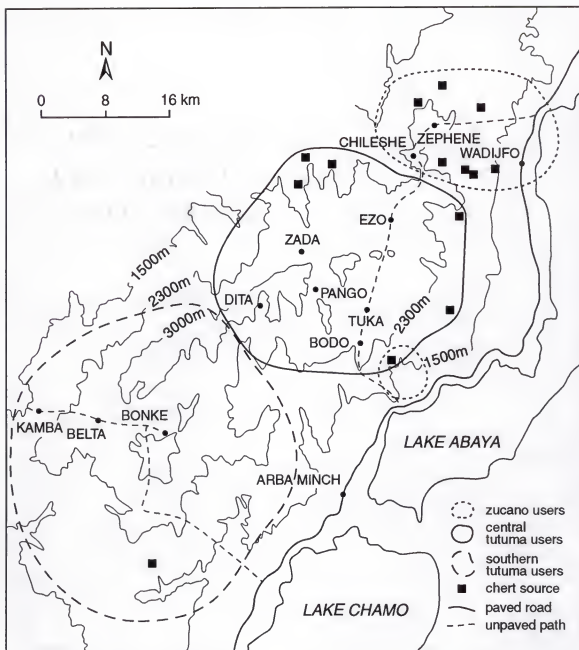 N
0 8 16 km
ZEPHENE
CHILESHE
WADIJFO
EZO
ZADA
1500m
2300m
3000m
DITA
PANGO
TUKA
2300m
BODO
1500m
KAMBA
BELTA
BONKE
ARBA MINCH
LAKE ABAYA
LAKE CHAMO
zucano users
central
tutuma users
southern
tutuma users
chert source
paved road
unpaved path